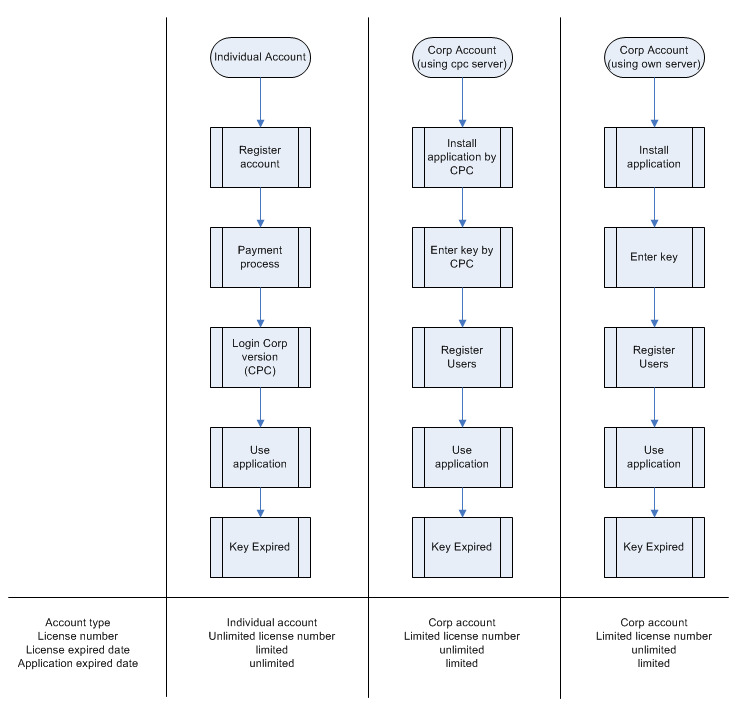 Individual Account
Register
account
Payment
process
Login Corp
version
(CPC)
Use
application
Key Expired
Corp Account
(using cpc server)
Install
application by
CPC
Enter key by
CPC
Register
Users
Use
application
Key Expired
Corp Account
(using own server)
Install
application
Enter key
Register
Users
Use
application
Key Expired
Account type
License number
License expired date
Application expired date
Individual account
Unlimited license number
limited
unlimited
Corp account
Limited license number
unlimited
limited
Corp account
Limited license number
unlimited
limited